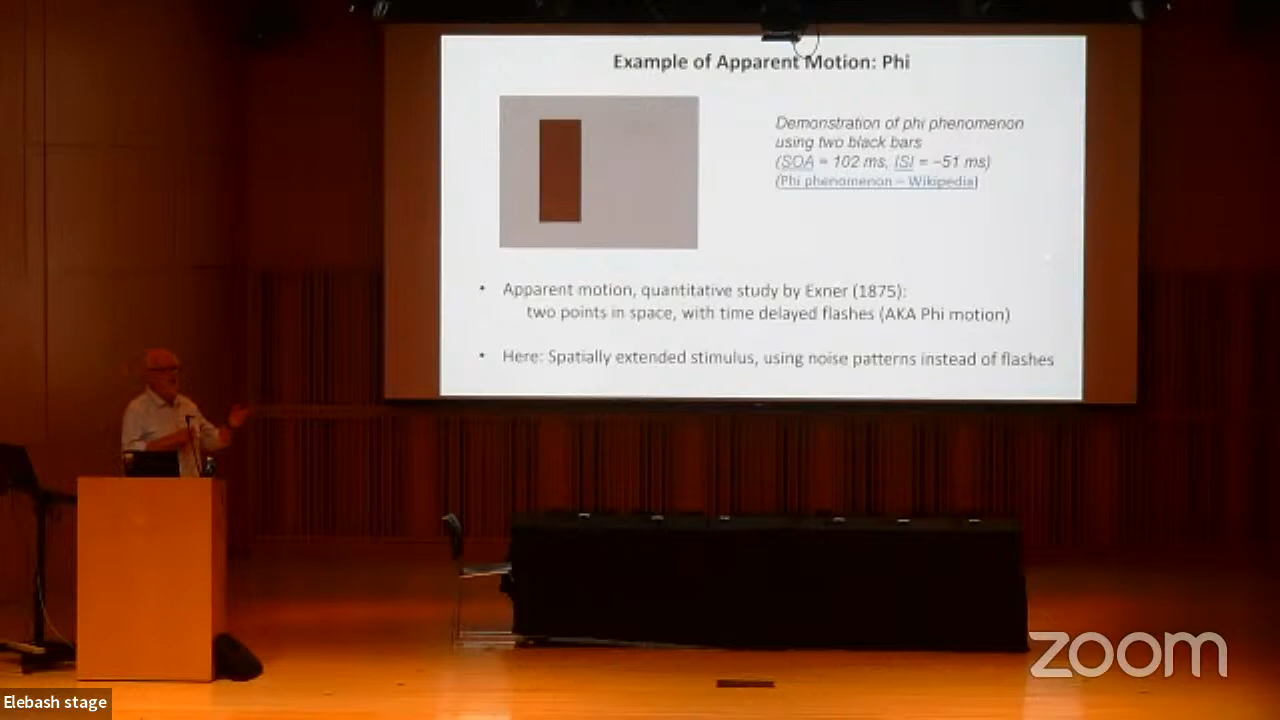 Example of Apparent Motion: Phi
Demonstration of phi phenomenon
using two black bars
(SOA = 102 ms, ISI = −51 ms)
(Phi phenomenon – Wikipedia)
• Apparent motion, quantitative study by Exner (1875):
two points in space, with time delayed flashes (AKA Phi motion)
• Here: Spatially extended stimulus, using noise patterns instead of flashes
zoom
Elebash stage